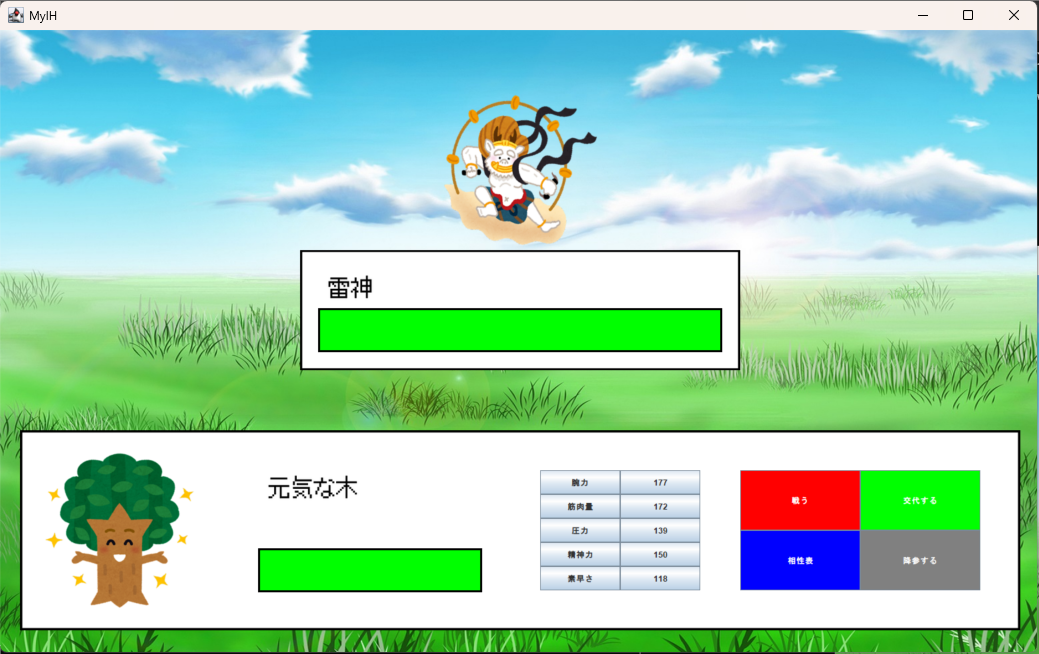 MyIH
雷神
元気な木
腕力 177
筋肉量 172
圧力 139
精神力 150
素早さ 118
戦う 交代する
相性表 降参する